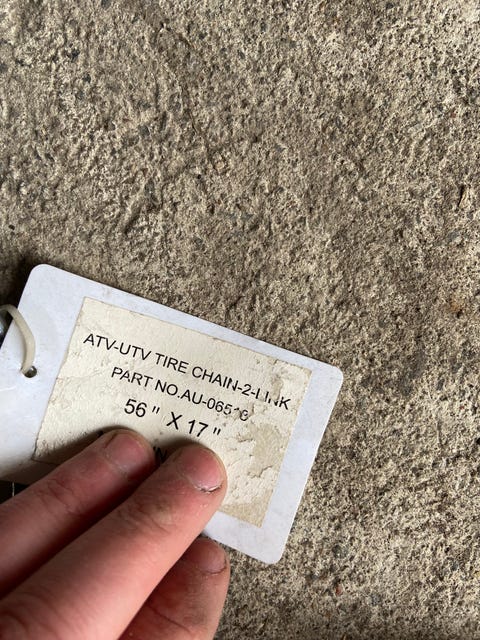 ATV-UTV TIRE CHAIN-2-LINK
PART NO.
56" X 17"